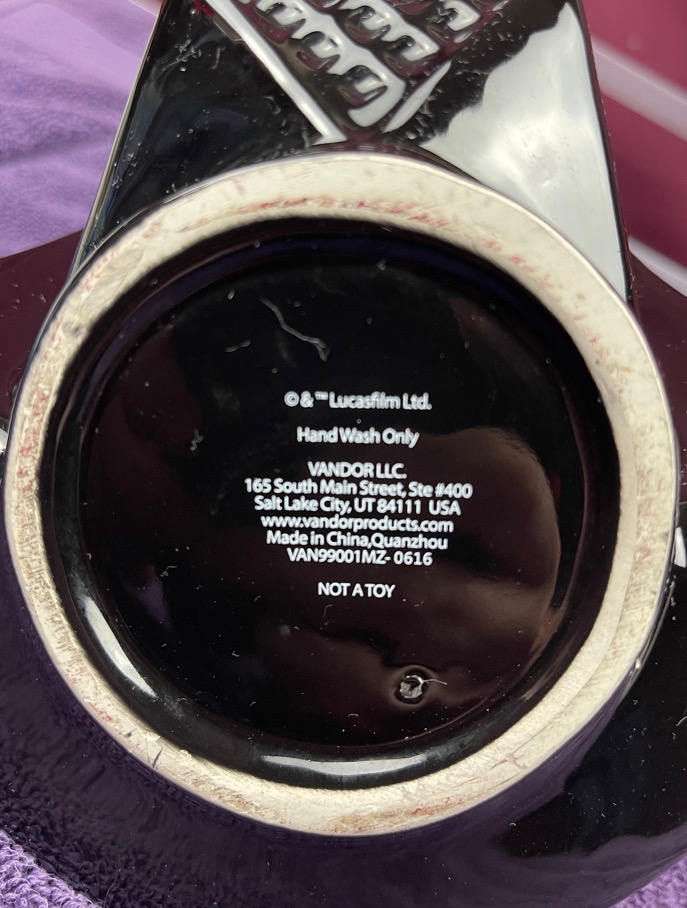 ©&™ Lucasfilm Ltd.
Hand Wash Only
VANDOR LLC.
165 South Main Street, Ste #400
Salt Lake City, UT 84111 USA
www.vandorproducts.com
Made in China,Quanzhou
VAN99001MZ- 0616
NOT A TOY